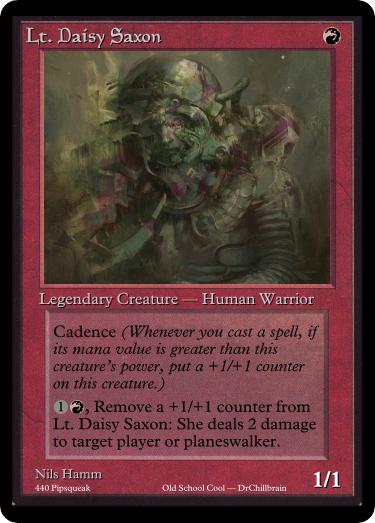 Lt. Daisy Saxon
Legendary Creature — Human Warrior
Cadence (Whenever you cast a spell, if
its mana value is greater than this
creature's power, put a +1/+1 counter
on this creature.)
1, Remove a +1/+1 counter from
Lt. Daisy Saxon: She deals 2 damage
to target player or planeswalker.
Nils Hamm
440 Pipsqueak
Old School Cool — DrChillbrain
1/1